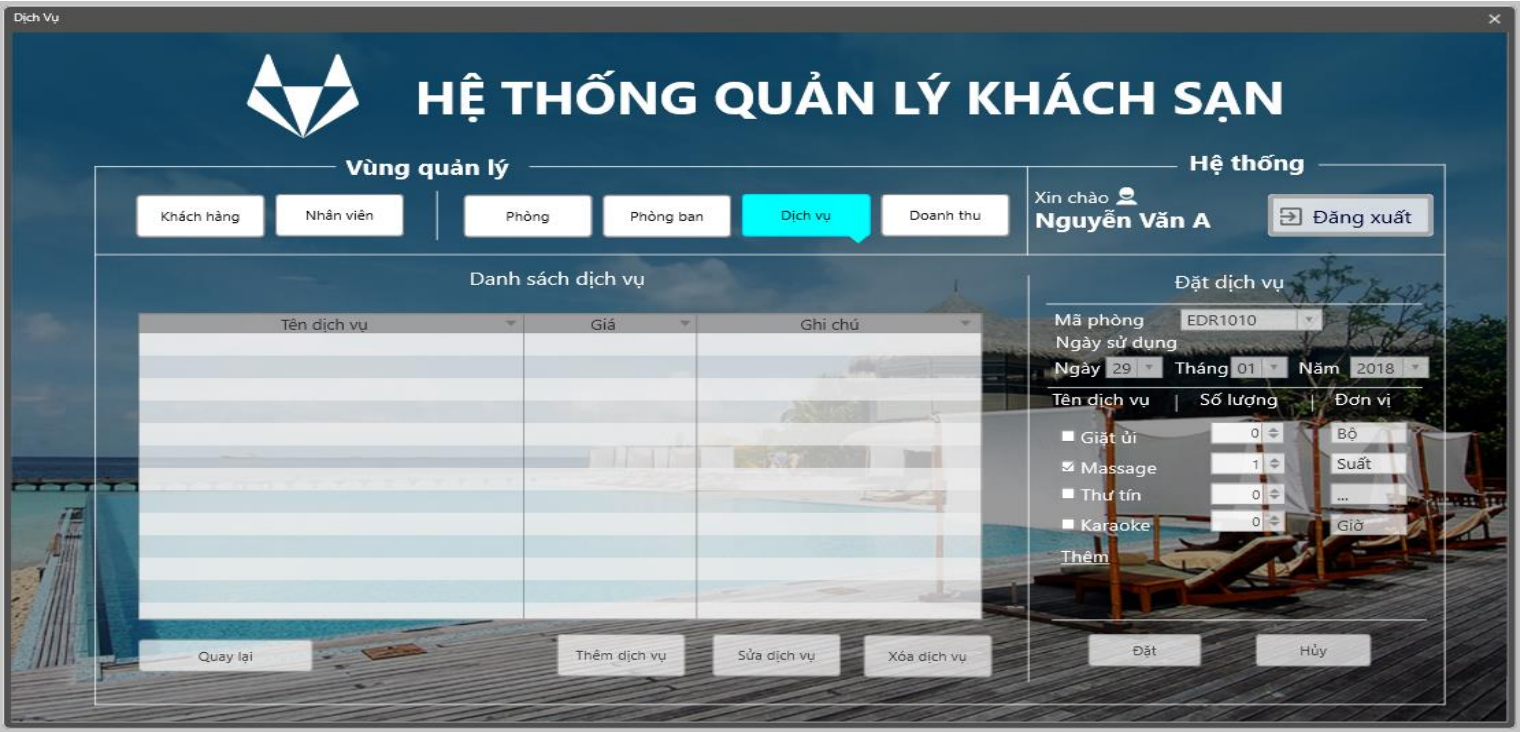 Dịch Vụ
HỆ THỐNG QUẢN LÝ KHÁCH SẠN
Vùng quản lý
Hệ thống
Khách hàng Nhân viên Phòng Phòng ban Dịch vụ Doanh thu
Xin chào
Nguyễn Văn A
Đăng xuất
Danh sách dịch vụ
Tên dịch vụ Giá Ghi chú
Quay lại Thêm dịch vụ Sửa dịch vụ Xóa dịch vụ
Đặt dịch vụ
Mã phòng EDR1010
Ngày sử dụng
Ngày 29 Tháng 01 Năm 2018
Tên dịch vụ | Số lượng | Đơn vị
Giặt ủi 0 Bộ
Massage 1 Suất
Thư tín 0 ...
Karaoke 0 Giờ
Thêm
Đặt Hủy